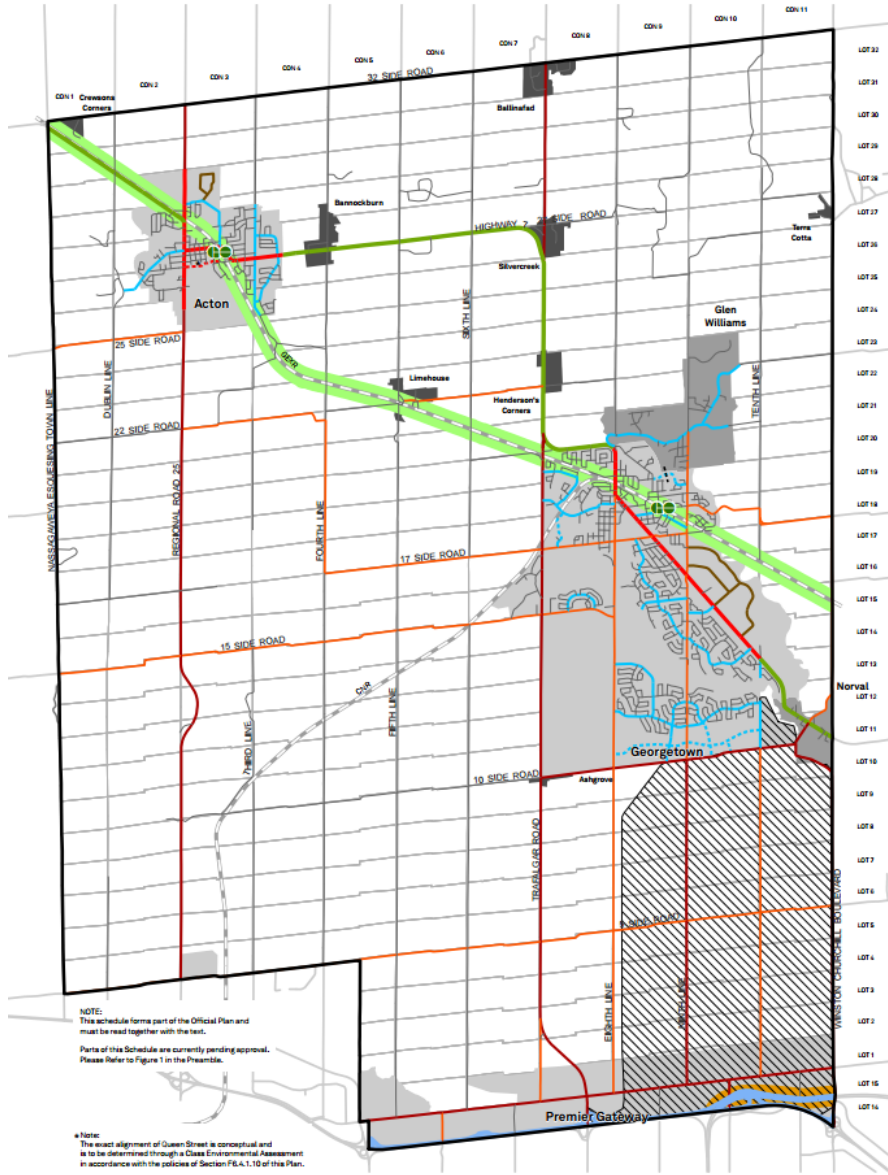 CON 11
CON 10
CON 9
CON 8
CON 7
CON 6
CON 5
CON 4
CON 3
CON 2
CON 1
LOT 32
32 SIDE ROAD
LOT 31
Crewsons
Corners
Ballinafad
LOT 30
LOT 29
LOT 28
Bannockburn
LOT 27
HIGHWAY 7
SIDE ROAD
Terra
Cotta
LOT 26
Silvercreek
LOT 25
Acton
LOT 24
Glen
Williams
SIXTH LINE
25 SIDE ROAD
LOT 23
LOT 22
Limehouse
DUBLIN LINE
TENTH LINE
Henderson's
Corners
LOT 21
22 SIDE ROAD
LOT 20
LOT 19
NASSAGAWEYA ESQUESING TOWN LINE
REGIONAL ROAD 25
FOURTH LINE
LOT 18
LOT 17
17 SIDE ROAD
LOT 16
LOT 15
LOT 14
15 SIDE ROAD
LOT 13
Norval
LOT 12
FIFTH LINE
THIRD LINE
LOT 11
Georgetown
LOT 10
10 SIDE ROAD
Ashgrove
LOT 9
LOT 8
TRAFALGAR ROAD
LOT 7
LOT 6
SIDE ROAD
LOT 5
WINSTON CHURCHILL BOULEVARD
LOT 4
EIGHTH LINE
NINTH LINE
LOT 3
LOT 2
LOT 1
LOT 15
LOT 14
Premier Gateway
NOTE:
This schedule forms part of the Official Plan and
must be read together with the text.
Parts of this Schedule are currently pending approval.
Please Refer to Figure 1 in the Preamble.
* Note:
The exact alignment of Queen Street is conceptual and
is to be determined through a Class Environmental Assessment
in accordance with the policies of Section F6.4.1.10 of this Plan.